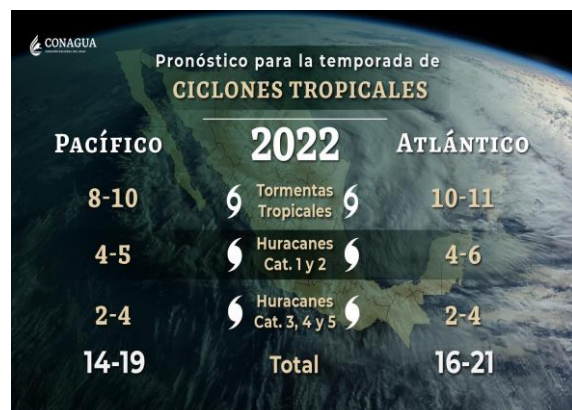 CONAGUA
Pronóstico para la temporada de
CICLONES TROPICALES
PACÍFICO 2022 ATLÁNTICO
8-10 Tormentas Tropicales 10-11
4-5 Huracanes Cat. 1 y 2 4-6
2-4 Huracanes Cat. 3, 4 y 5 2-4
14-19 Total 16-21